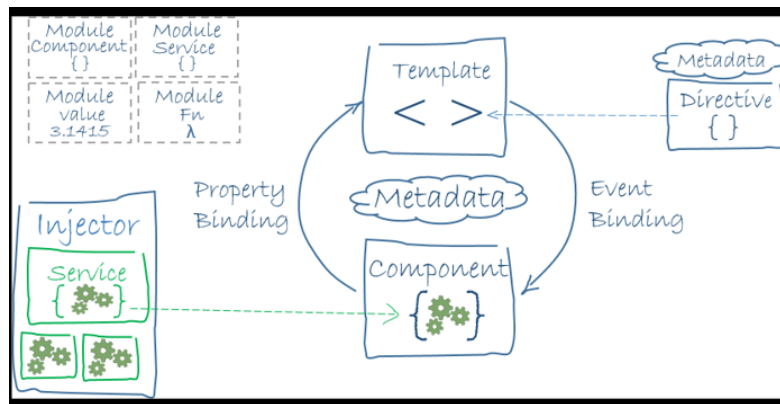 Module
Component
{ }
Module
Service
{ }
Module
value
3.1415
Module
Fn
λ
Template
< >
Metadata
Directive
{ }
Property
Binding
Metadata
Event
Binding
Injector
Service
{ }
Component
{ }